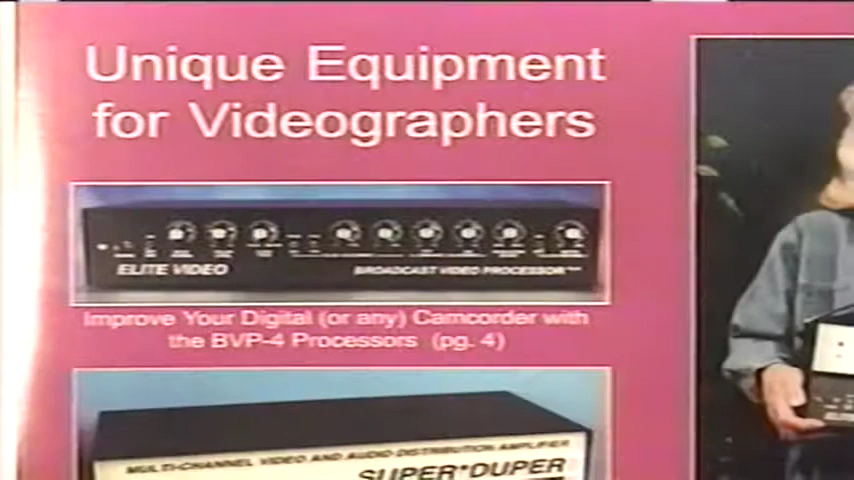 Unique Equipment
for Videographers
ELITE VIDEO
BROADCAST VIDEO PROCESSOR™
Improve Your Digital (or any) Camcorder with
the BVP-4 Processors (pg. 4)
MULTI-CHANNEL VIDEO AND AUDIO DISTRIBUTION AMPLIFIER
SUPER*DUPER